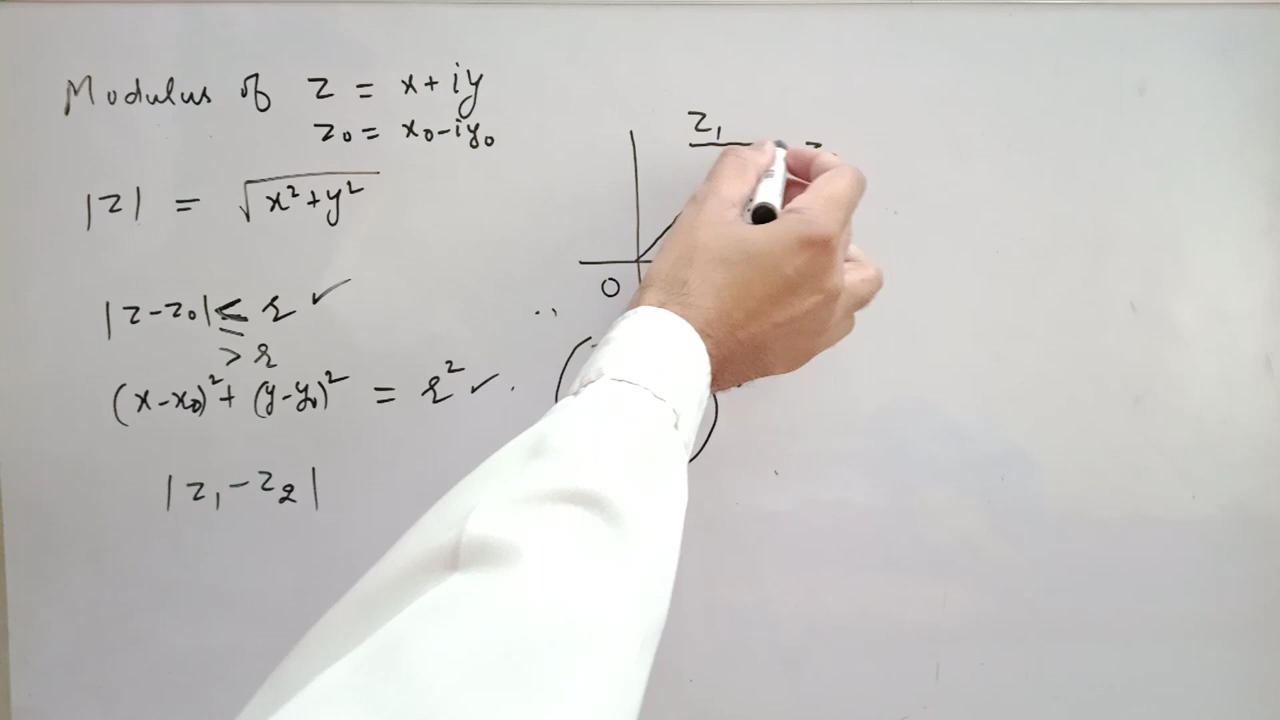 Modulus of z = x + iy
z₀ = x₀ - iy₀
|z| = √x² + y²
|z - z₀| ≤ r ✓
> r
(x - x₀)² + (y - y₀)² = r² ✓.
|z₁ - z₂|
z₁
0